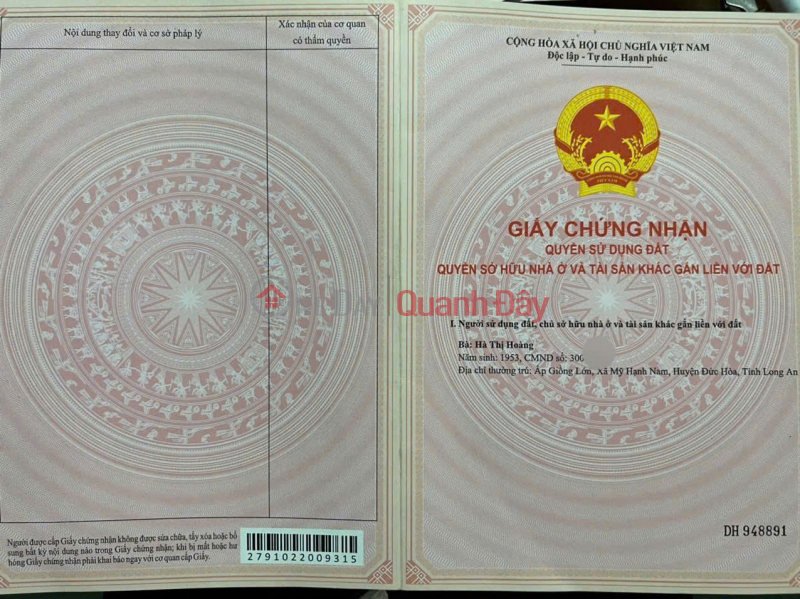 Nội dung thay đổi và cơ sở pháp lý
Xác nhận của cơ quan
có thẩm quyền
Người được cấp Giấy chứng nhận không được sửa chữa, tẩy xóa hoặc bổ
sung bất kỳ nội dung nào trong Giấy chứng nhận; khi bị mất hoặc hư
hỏng Giấy chứng nhận phải khai báo ngay với cơ quan cấp Giấy.
2791022009315
CỘNG HÒA XÃ HỘI CHỦ NGHĨA VIỆT NAM
Độc lập - Tự do - Hạnh phúc
GIẤY CHỨNG NHẬN
QUYỀN SỬ DỤNG ĐẤT
QUYỀN SỞ HỮU NHÀ Ở VÀ TÀI SẢN KHÁC GẮN LIỀN VỚI ĐẤT
Quanh Đây
I. Người sử dụng đất, chủ sở hữu nhà ở và tài sản khác gắn liền với đất
Bà: Hà Thị Hoàng
Năm sinh: 1953, CMND số: 300
Địa chỉ thường trú: Ấp Giồng Lớn, Xã Mỹ Hạnh Nam, Huyện Đức Hòa, Tỉnh Long An
DH 948891